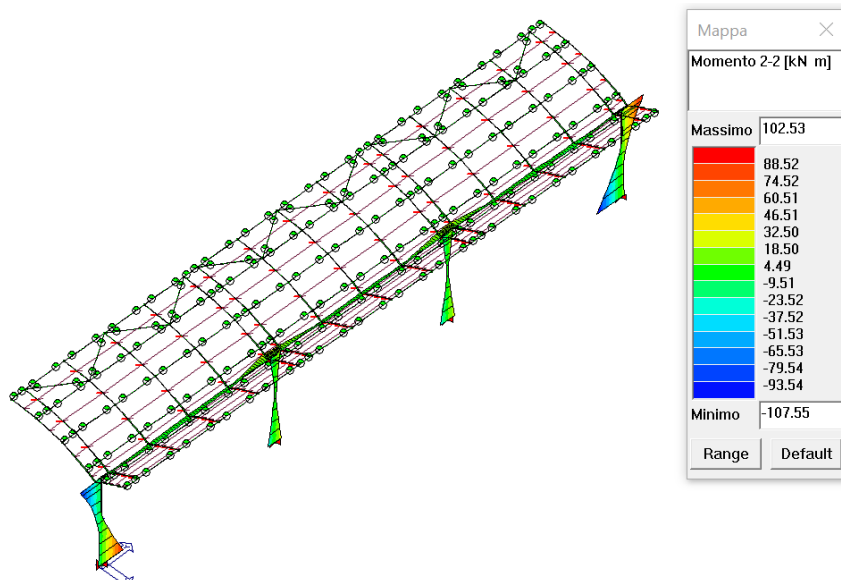 Mappa
Momento 2-2 [kN m]
Massimo 102.53
88.52
74.52
60.51
46.51
32.50
18.50
4.49
-9.51
-23.52
-37.52
-51.53
-65.53
-79.54
-93.54
Minimo -107.55
Range Default